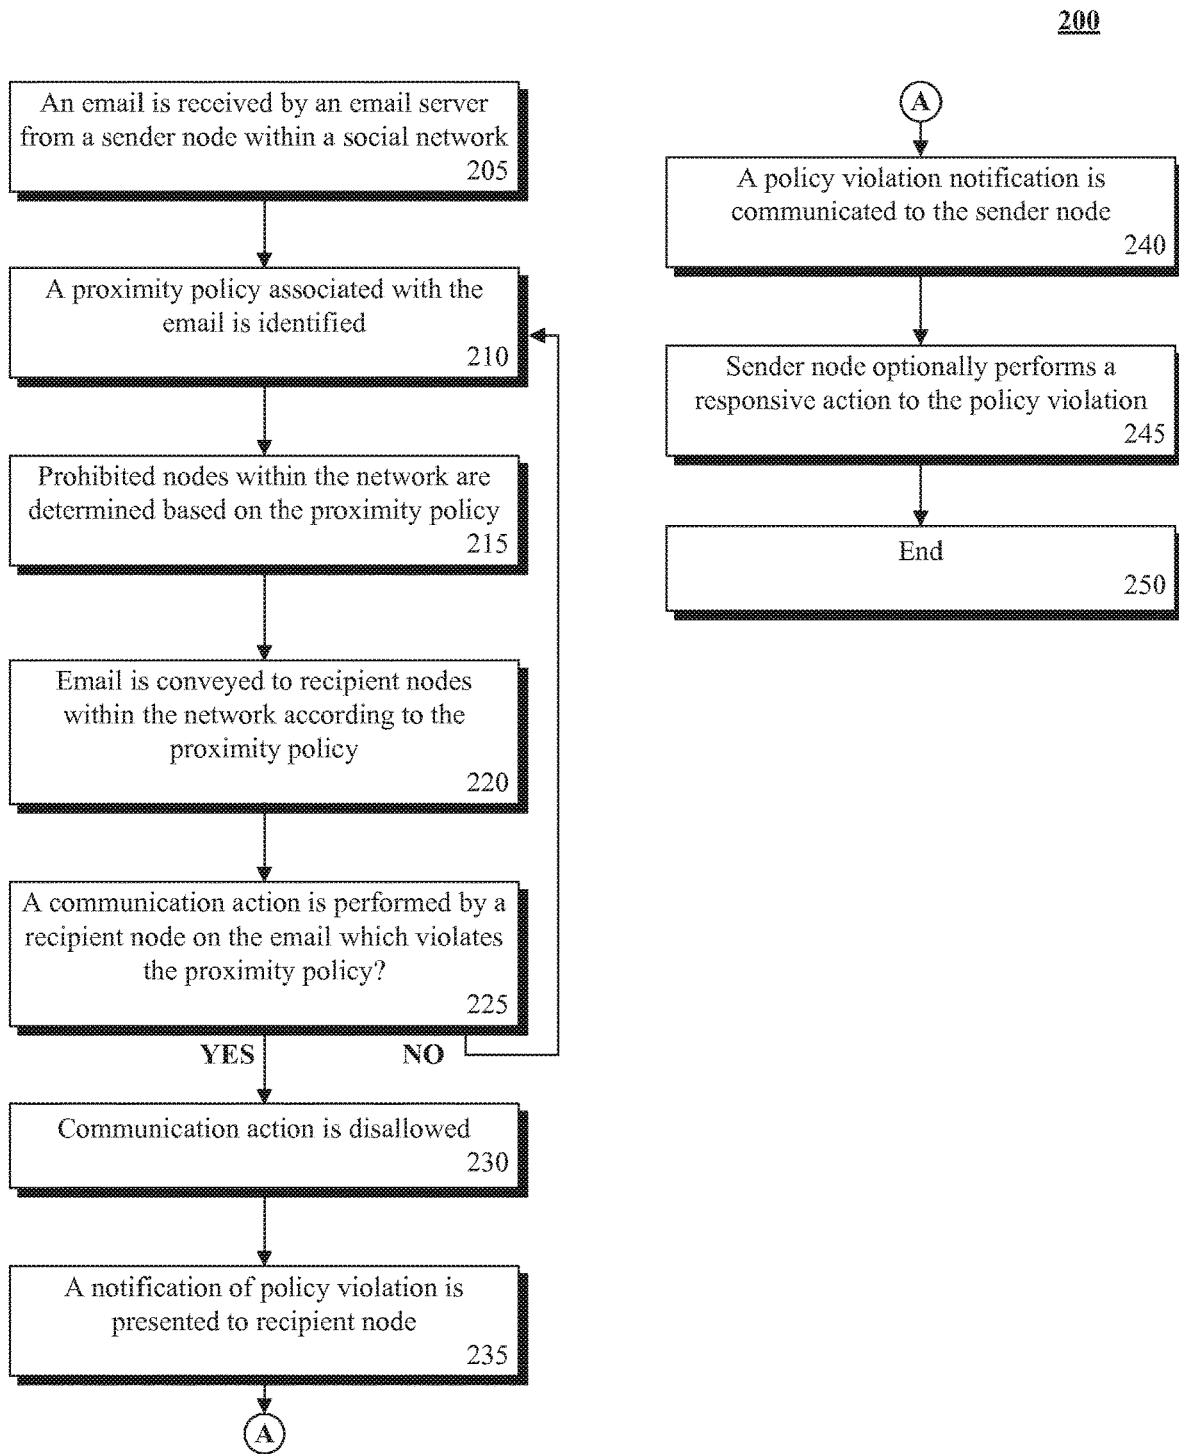 200
An email is received by an email server
from a sender node within a social network
205
A proximity policy associated with the
email is identified
210
Prohibited nodes within the network are
determined based on the proximity policy
215
Email is conveyed to recipient nodes
within the network according to the
proximity policy
220
A communication action is performed by a
recipient node on the email which violates
the proximity policy?
225
YES NO
Communication action is disallowed
230
A notification of policy violation is
presented to recipient node
235
A
A
A policy violation notification is
communicated to the sender node
240
Sender node optionally performs a
responsive action to the policy violation
245
End
250